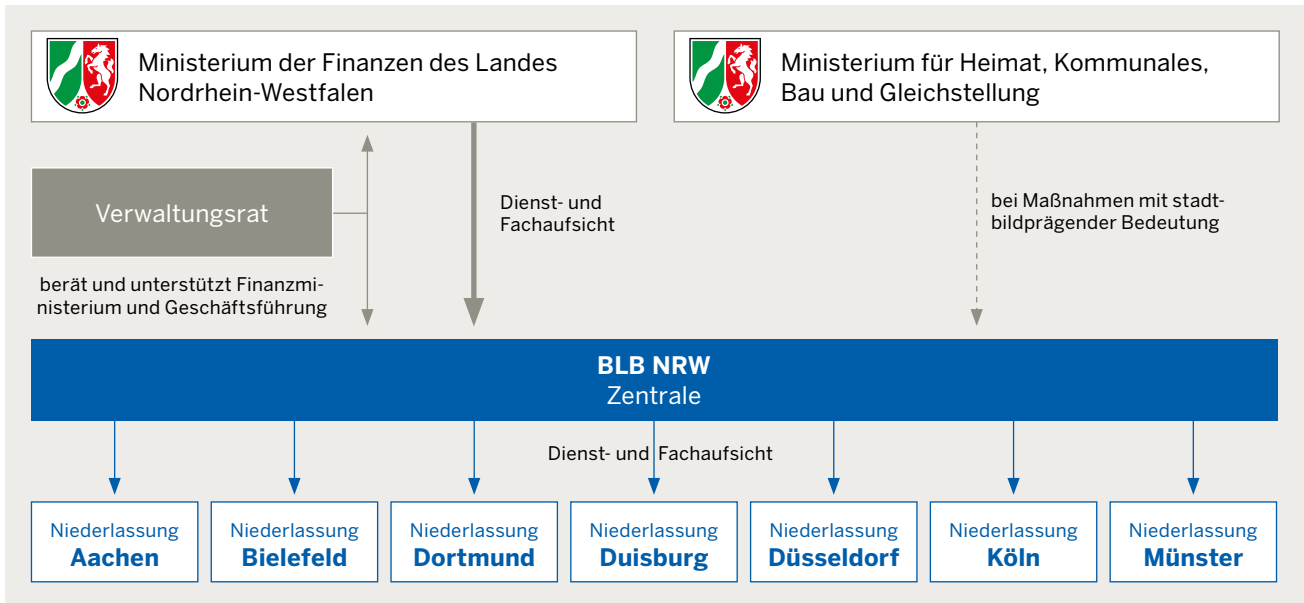 Ministerium der Finanzen des Landes
Nordrhein-Westfalen
Ministerium für Heimat, Kommunales,
Bau und Gleichstellung
Verwaltungsrat
berät und unterstützt Finanzmi-
nisterium und Geschäftsführung
Dienst- und
Fachaufsicht
bei Maßnahmen mit stadt-
bildprägender Bedeutung
BLB NRW
Zentrale
Dienst- und Fachaufsicht
Niederlassung
Aachen
Niederlassung
Bielefeld
Niederlassung
Dortmund
Niederlassung
Duisburg
Niederlassung
Düsseldorf
Niederlassung
Köln
Niederlassung
Münster